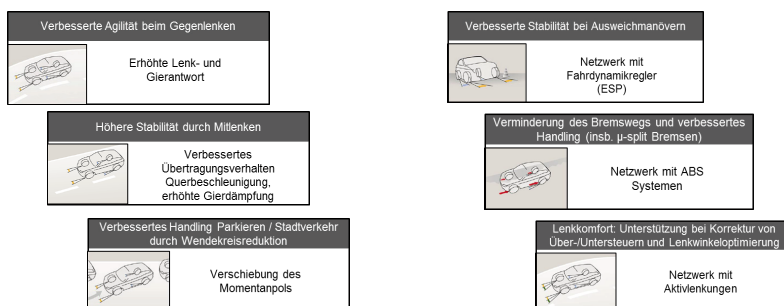 Verbesserte Agilität beim Gegenlenken
Erhöhte Lenk- und
Gierantwort
Höhere Stabilität durch Mitlenken
Verbessertes
Übertragungsverhalten
Querbeschleunigung,
erhöhte Gierdämpfung
Verbessertes Handling Parkieren / Stadtverkehr
durch Wendekreisreduktion
Verschiebung des
Momentanpols
Verbesserte Stabilität bei Ausweichmanövern
Netzwerk mit
Fahrdynamikregler
(ESP)
Verminderung des Bremswegs und verbessertes
Handling (insb. µ-split Bremsen)
Netzwerk mit ABS
Systemen
Lenkkomfort: Unterstützung bei Korrektur von
Über-/Untersteuern und Lenkwinkeloptimierung
Netzwerk mit
Aktivlenkungen